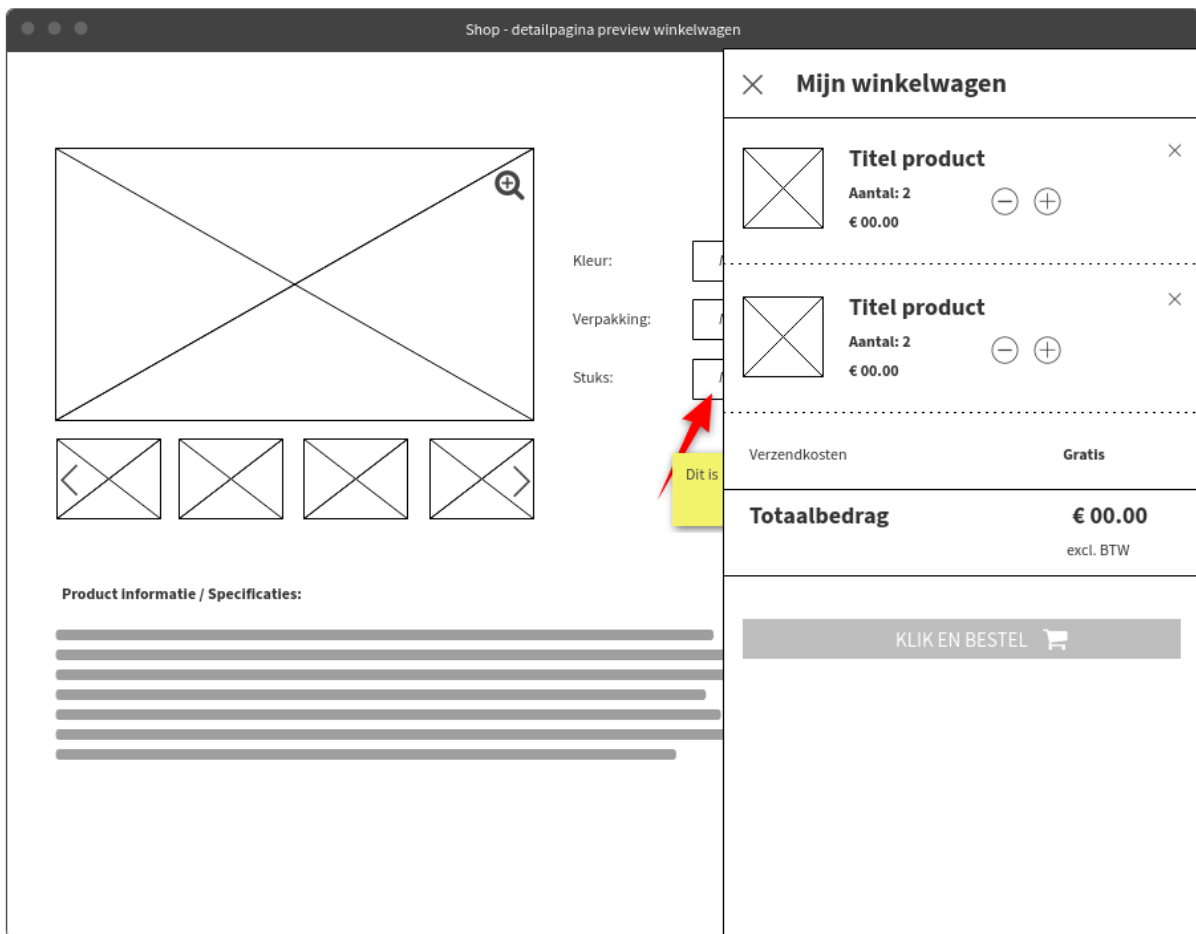 Shop - detailpagina preview winkelwagen
Kleur:
Verpakking:
Stuks:
Dit is
Product informatie / Specificaties:
Mijn winkelwagen
Titel product
Aantal: 2
€ 00.00
Titel product
Aantal: 2
€ 00.00
Verzendkosten Gratis
Totaalbedrag € 00.00
excl. BTW
KLIK EN BESTEL